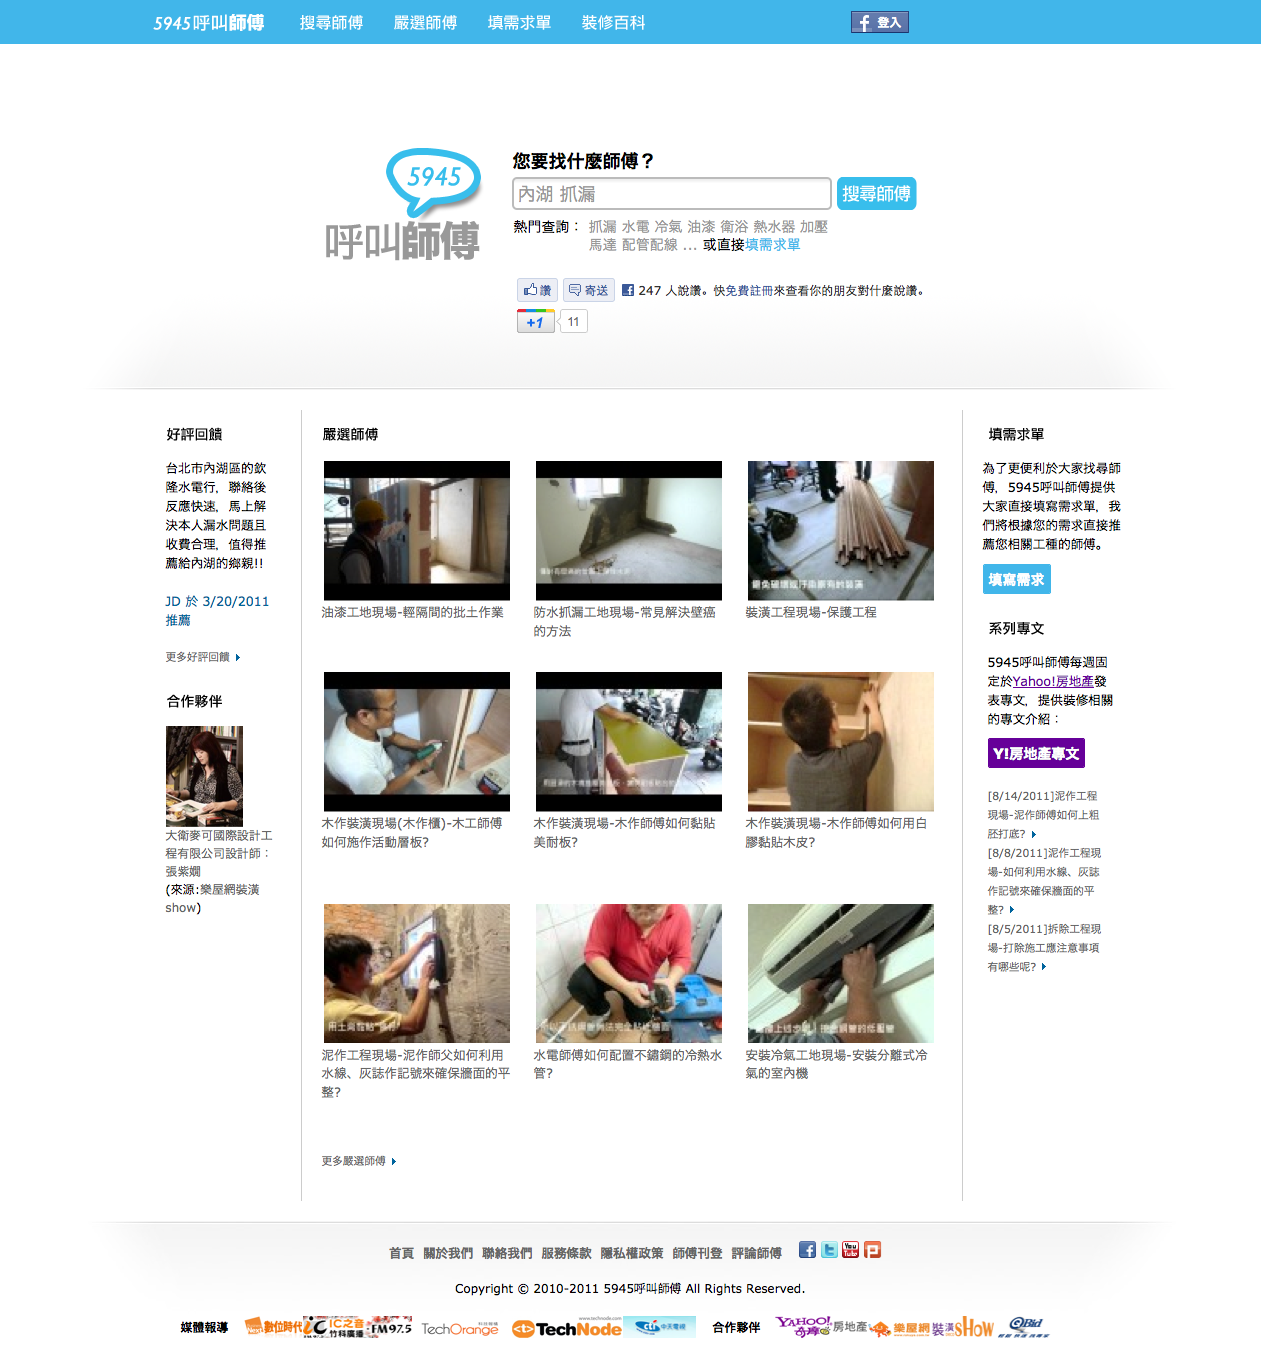 5945呼叫師傅 搜尋師傅 嚴選師傅 填需求單 裝修百科 登入
5945
呼叫師傅
您要找什麼師傅？
內湖 抓漏 搜尋師傅
熱門查詢： 抓漏 水電 冷氣 油漆 衛浴 熱水器 加壓
馬達 配管配線 ... 或直接填需求單
讚 寄送 247 人說讚。快免費註冊來查看你的朋友對什麼說讚。
+1 11
好評回饋
台北市內湖區的欽
隆水電行，聯絡後
反應快速，馬上解
決本人漏水問題且
收費合理，值得推
薦給內湖的鄉親!!
JD 於 3/20/2011
推薦
更多好評回饋
合作夥伴
大衛麥可國際設計工
程有限公司設計師：
張紫嫻
(來源:樂屋網裝潢
show)
嚴選師傅
油漆工地現場-輕隔間的批土作業
防水抓漏工地現場-常見解決壁癌
的方法
避免破壞或汙染原有的裝潢
裝潢工程現場-保護工程
木作裝潢現場(木作櫃)-木工師傅
如何施作活動層板?
木作裝潢現場-木作師傅如何黏貼
美耐板?
木作裝潢現場-木作師傅如何用白
膠黏貼木皮?
泥作工程現場-泥作師父如何利用
水線、灰誌作記號來確保牆面的平
整?
水電師傅如何配置不鏽鋼的冷熱水
管?
安裝冷氣工地現場-安裝分離式冷
氣的室內機
更多嚴選師傅
填需求單
為了更便利於大家找尋師
傅，5945呼叫師傅提供
大家直接填寫需求單，我
們將根據您的需求直接推
薦您相關工種的師傅。
填寫需求
系列專文
5945呼叫師傅每週固
定於Yahoo!房地產發
表專文，提供裝修相關
的專文介紹：
Y!房地產專文
[8/14/2011]泥作工程
現場-泥作師傅如何上粗
胚打底?
[8/8/2011]泥作工程現
場-如何利用水線、灰誌
作記號來確保牆面的平
整?
[8/5/2011]拆除工程現
場-打除施工應注意事項
有哪些呢?
首頁 關於我們 聯絡我們 服務條款 隱私權政策 師傅刊登 評論師傅
Copyright © 2010-2011 5945呼叫師傅 All Rights Reserved.
媒體報導 數位時代 IC之音 竹科廣播 FM97.5 TechOrange 科技報橘 TechNode www.technode.com cti 中天電視 合作夥伴 YAHOO! 奇摩 房地產 樂屋網 裝潢SHOW Bid